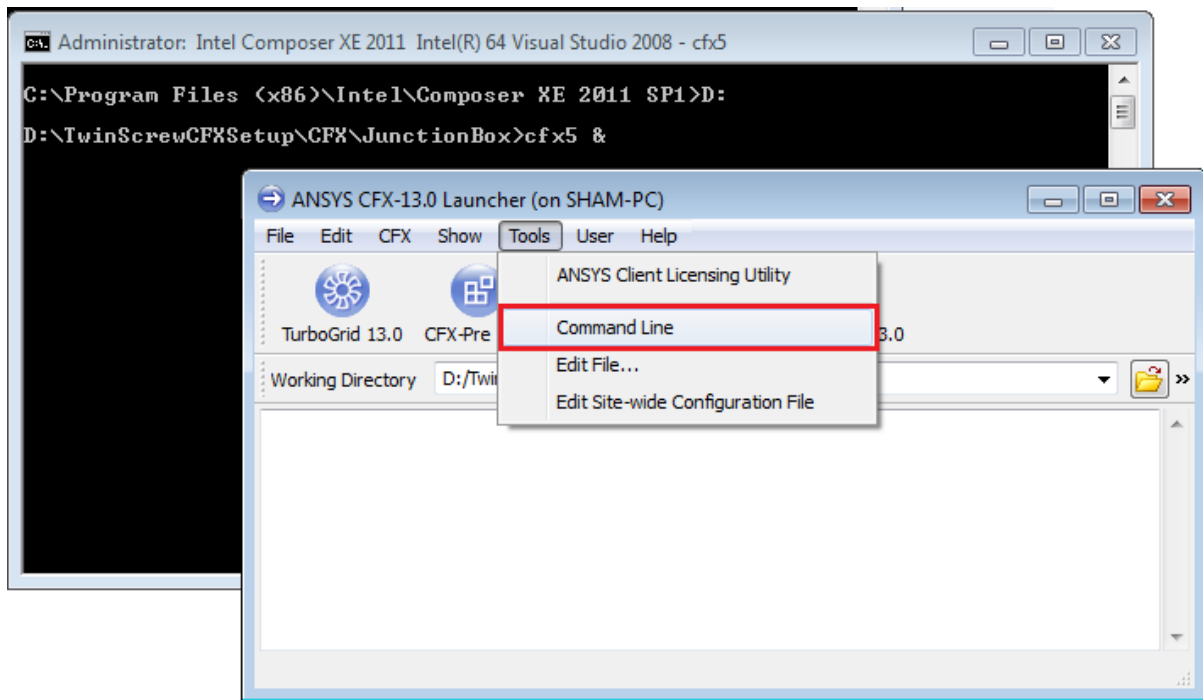 Administrator: Intel Composer XE 2011 Intel(R) 64 Visual Studio 2008 - cfx5
C:\Program Files (x86)\Intel\Composer XE 2011 SP1>D:
D:\TwinScrewCFXSetup\CFX\JunctionBox>cfx5 &
ANSYS CFX-13.0 Launcher (on SHAM-PC)
File Edit CFX Show Tools User Help
ANSYS Client Licensing Utility
Command Line
Edit File...
Edit Site-wide Configuration File
TurboGrid 13.0 CFX-Pre 3.0
Working Directory D:/Twi